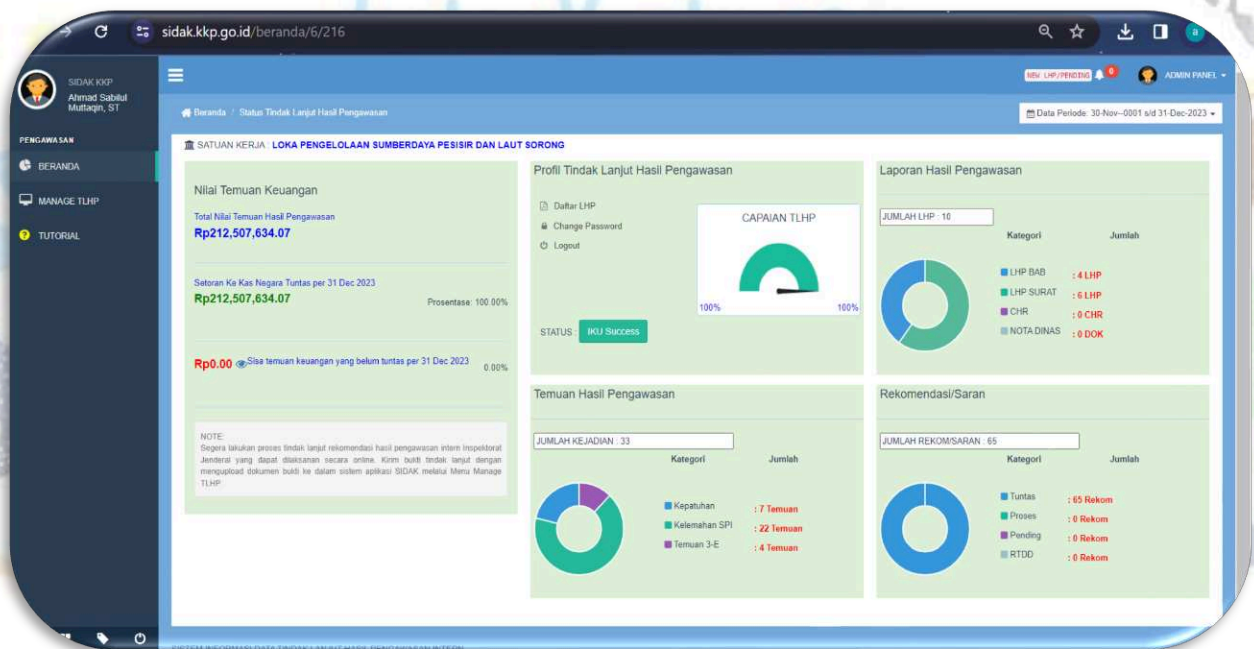 sidak.kkp.go.id/beranda/6/216
a
SIDAK KKP
Ahmad Sabilul
Muttaqin, ST
NEW LHP/PENDING
0
ADMIN PANEL
Beranda / Status Tindak Lanjut Hasil Pengawasan
Data Periode: 30-Nov--0001 s/d 31-Dec-2023
PENGAWASAN
BERANDA
MANAGE TLHP
TUTORIAL
SATUAN KERJA : LOKA PENGELOLAAN SUMBERDAYA PESISIR DAN LAUT SORONG
Nilai Temuan Keuangan
Total Nilai Temuan Hasil Pengawasan
Rp212,507,634.07
Setoran Ke Kas Negara Tuntas per 31 Dec 2023
Rp212,507,634.07
Prosentase: 100.00%
Rp0.00 Sisa temuan keuangan yang belum tuntas per 31 Dec 2023
0.00%
NOTE:
Segera lakukan proses tindak lanjut rekomendasi hasil pengawasan intern Inspektorat
Jenderal yang dapat dilaksanan secara online. Kirim bukti tindak lanjut dengan
mengupload dokumen bukti ke dalam sistem aplikasi SIDAK melalui Menu Manage
TLHP
Profil Tindak Lanjut Hasil Pengawasan
Daftar LHP
Change Password
Logout
CAPAIAN TLHP
100%
100%
STATUS : IKU Success
Laporan Hasil Pengawasan
JUMLAH LHP : 10
Kategori Jumlah
LHP BAB : 4 LHP
LHP SURAT : 6 LHP
CHR : 0 CHR
NOTA DINAS : 0 DOK
Temuan Hasil Pengawasan
JUMLAH KEJADIAN : 33
Kategori Jumlah
Kepatuhan : 7 Temuan
Kelemahan SPI : 22 Temuan
Temuan 3-E : 4 Temuan
Rekomendasi/Saran
JUMLAH REKOM/SARAN : 65
Kategori Jumlah
Tuntas : 65 Rekom
Proses : 0 Rekom
Pending : 0 Rekom
RTDD : 0 Rekom
SISTEM INFORMASI DATA TINDAK LANJUT HASIL PENGAWASAN INTERN